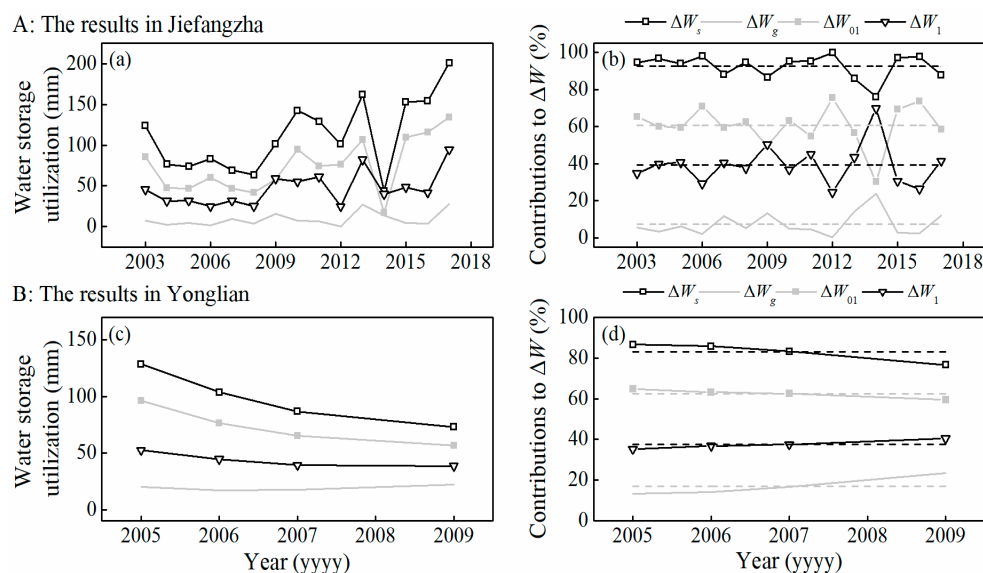 A: The results in Jiefangzha
ΔWs ΔWg ΔW01 ΔW1
(a)
Water storage
utilization (mm)
200
150
100
50
0
2003 2006 2009 2012 2015 2018
(b)
Contributions to ΔW (%)
100
80
60
40
20
0
2003 2006 2009 2012 2015 2018
B: The results in Yonglian
ΔWs ΔWg ΔW01 ΔW1
(c)
Water storage
utilization (mm)
150
100
50
0
2005 2006 2007 2008 2009
Year (yyyy)
(d)
Contributions to ΔW (%)
100
80
60
40
20
0
2005 2006 2007 2008 2009
Year (yyyy)